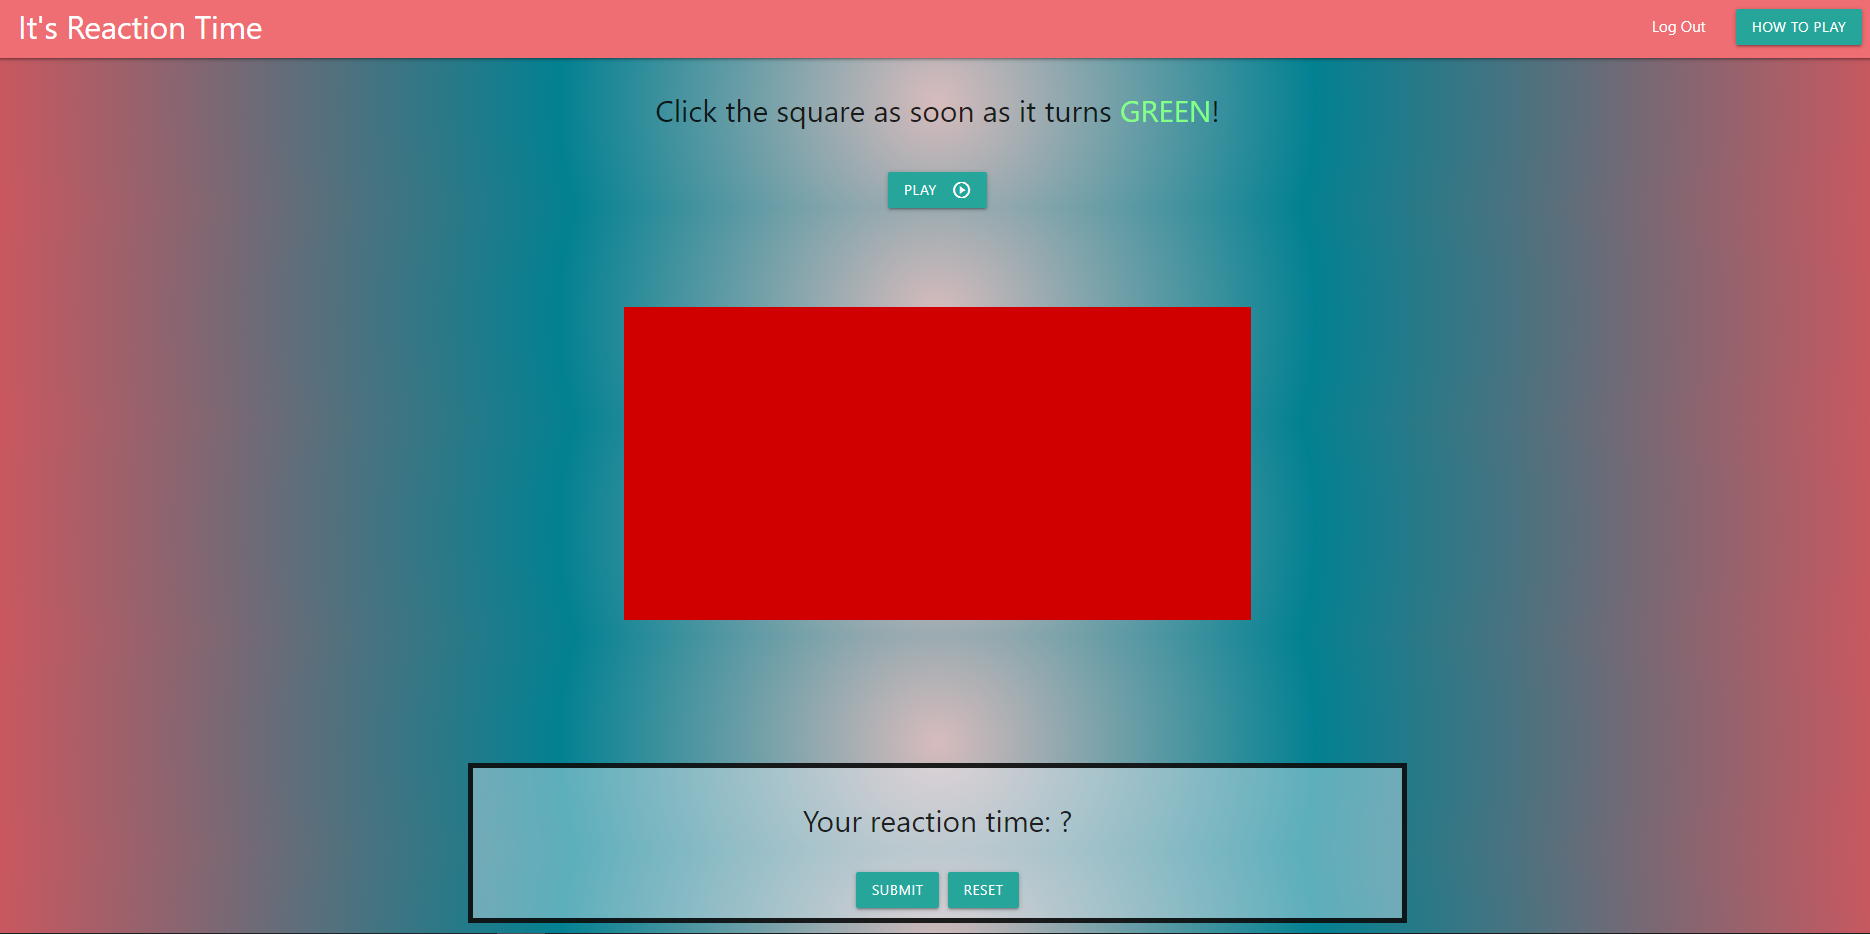 It's Reaction Time
Log Out
HOW TO PLAY
Click the square as soon as it turns GREEN!
PLAY
Your reaction time: ?
SUBMIT
RESET